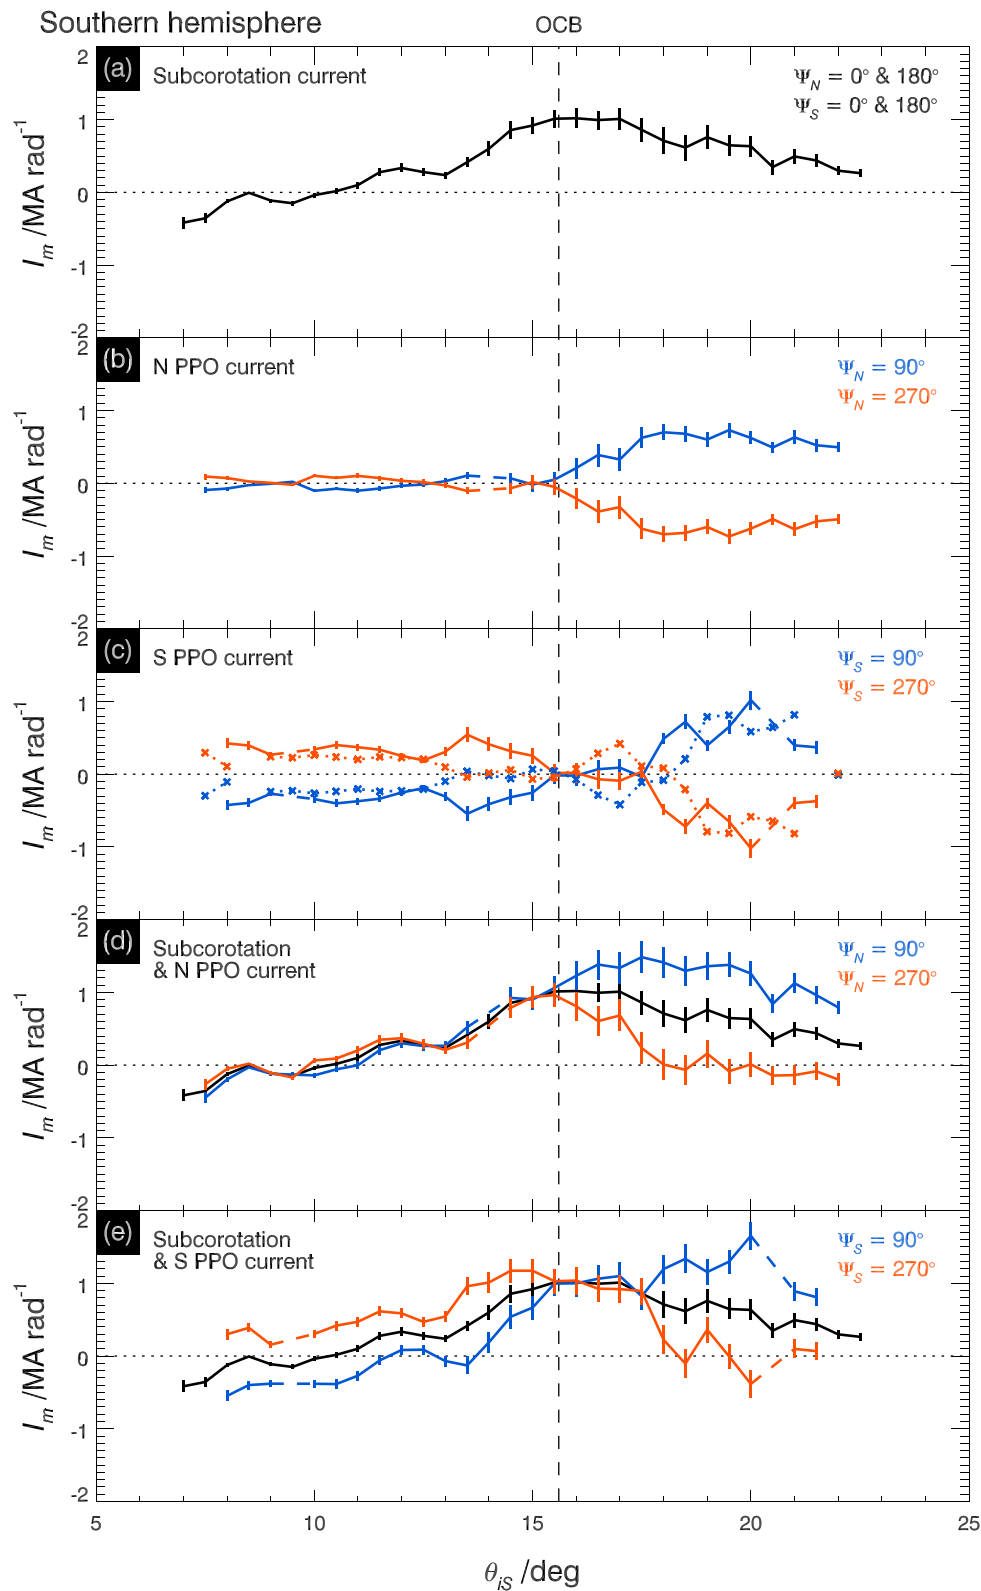 Southern hemisphere
OCB
(a)
Subcorotation current
Ψ_N = 0° & 180°
Ψ_S = 0° & 180°
2
1
0
-1
-2
I_m /MA rad⁻¹
(b)
N PPO current
Ψ_N = 90°
Ψ_N = 270°
2
1
0
-1
-2
I_m /MA rad⁻¹
(c)
S PPO current
Ψ_S = 90°
Ψ_S = 270°
2
1
0
-1
-2
I_m /MA rad⁻¹
(d)
Subcorotation
& N PPO current
Ψ_N = 90°
Ψ_N = 270°
2
1
0
-1
-2
I_m /MA rad⁻¹
(e)
Subcorotation
& S PPO current
Ψ_S = 90°
Ψ_S = 270°
2
1
0
-1
-2
I_m /MA rad⁻¹
5 10 15 20 25
θ_iS /deg